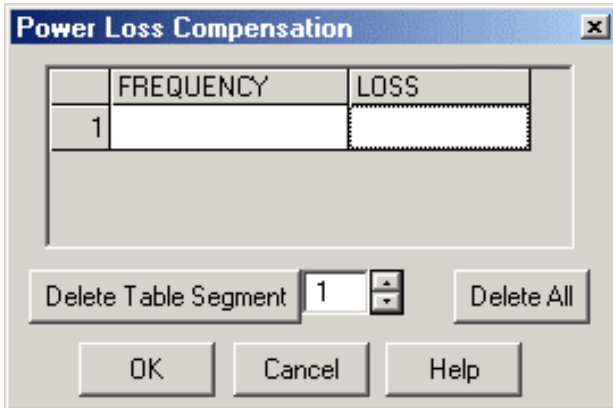 Power Loss Compensation
FREQUENCY LOSS
1
Delete Table Segment 1 Delete All
OK Cancel Help